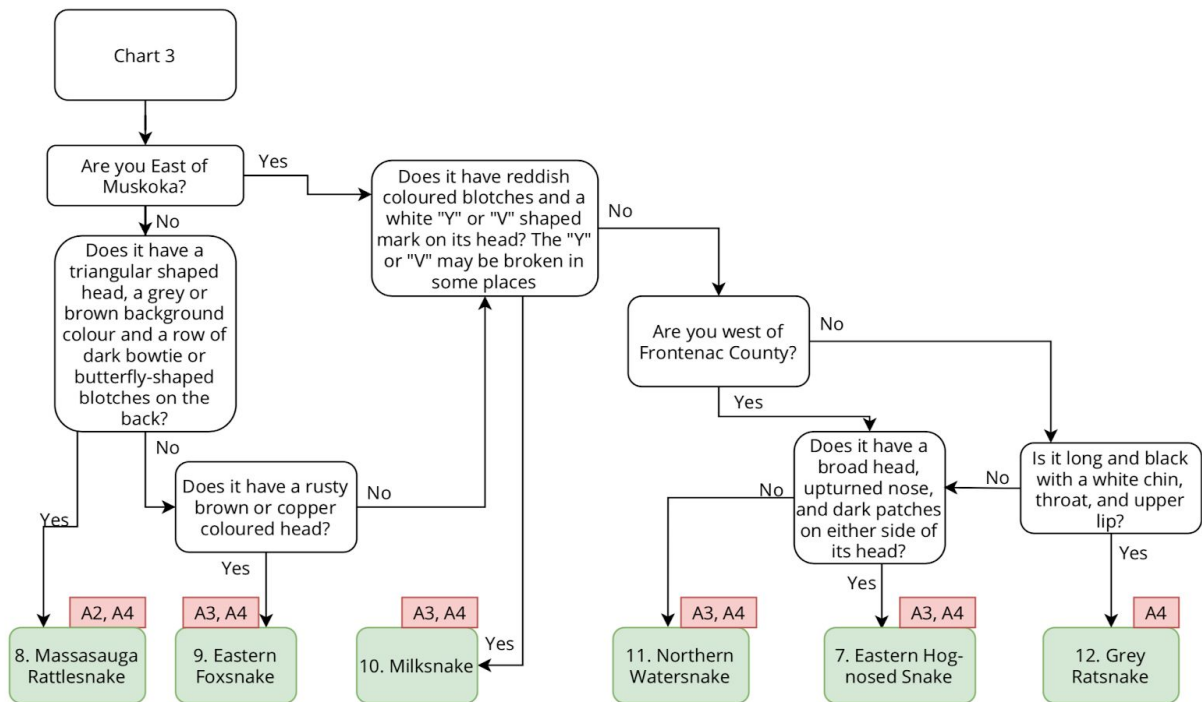 Chart 3
Are you East of
Muskoka?
Yes
No
Does it have reddish
coloured blotches and a
white "Y" or "V" shaped
mark on its head? The "Y"
or "V" may be broken in
some places
No
Does it have a
triangular shaped
head, a grey or
brown background
colour and a row of
dark bowtie or
butterfly-shaped
blotches on the
back?
Are you west of
Frontenac County?
No
Yes
No
Does it have a rusty
brown or copper
coloured head?
No
Yes
Yes
Does it have a
broad head,
upturned nose,
and dark patches
on either side of
its head?
No
Yes
Is it long and black
with a white chin,
throat, and upper
lip?
No
Yes
A2, A4
8. Massasauga
Rattlesnake
A3, A4
9. Eastern
Foxsnake
A3, A4
10. Milksnake
Yes
A3, A4
11. Northern
Watersnake
A3, A4
7. Eastern Hog-
nosed Snake
A4
12. Grey
Ratsnake